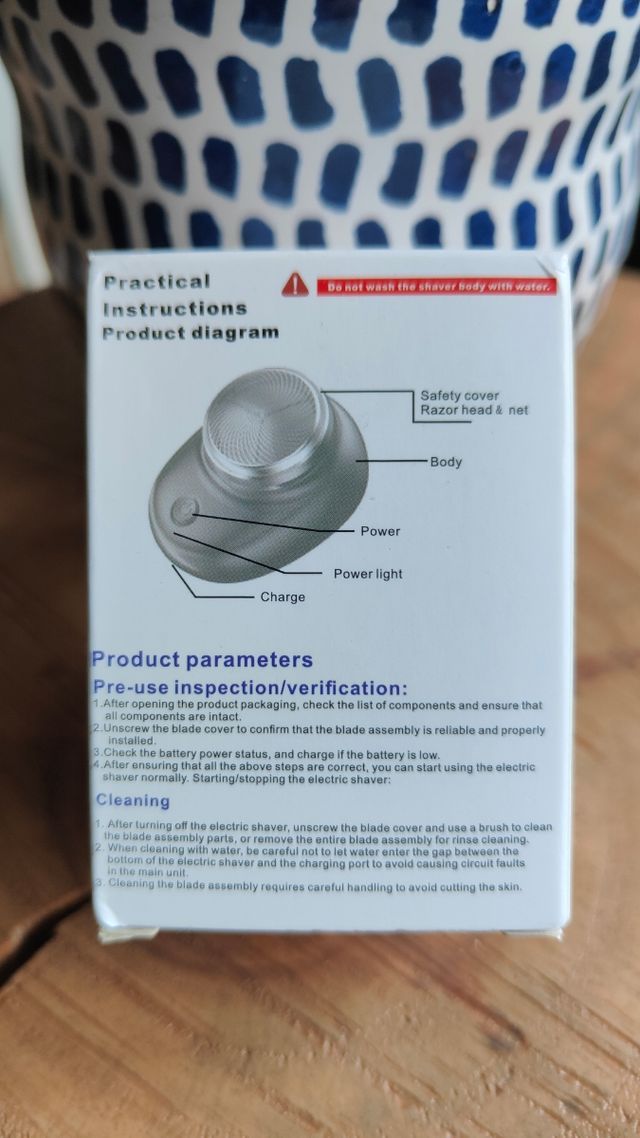 Practical
Instructions
Product diagram
Do not wash the shaver body with water.
Safety cover
Razor head & net
Body
Power
Power light
Charge
Product parameters
Pre-use inspection/verification:
1.After opening the product packaging, check the list of components and ensure that
all components are intact.
2.Unscrew the blade cover to confirm that the blade assembly is reliable and properly
installed.
3.Check the battery power status, and charge if the battery is low.
4.After ensuring that all the above steps are correct, you can start using the electric
shaver normally. Starting/stopping the electric shaver:
Cleaning
1. After turning off the electric shaver, unscrew the blade cover and use a brush to clean
the blade assembly parts, or remove the entire blade assembly for rinse cleaning.
2. When cleaning with water, be careful not to let water enter the gap between the
bottom of the electric shaver and the charging port to avoid causing circuit faults
in the main unit.
3. Cleaning the blade assembly requires careful handling to avoid cutting the skin.